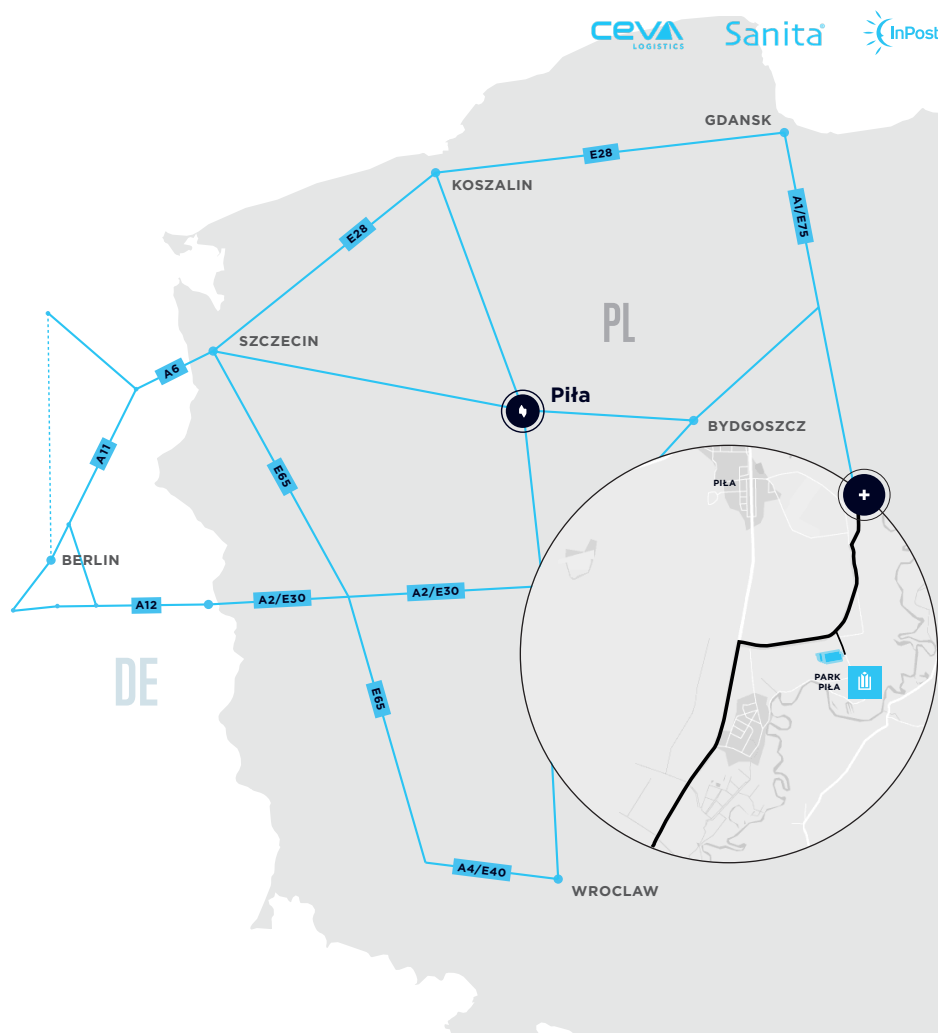 CEVA
LOGISTICS
Sanita®
InPost
GDANSK
E28
KOSZALIN
A1/E75
E28
PL
SZCZECIN
A6
Piła
BYDGOSZCZ
A11
E65
PIŁA
BERLIN
A2/E30
A2/E30
A12
DE
PARK
PIŁA
E65
A4/E40
WROCLAW